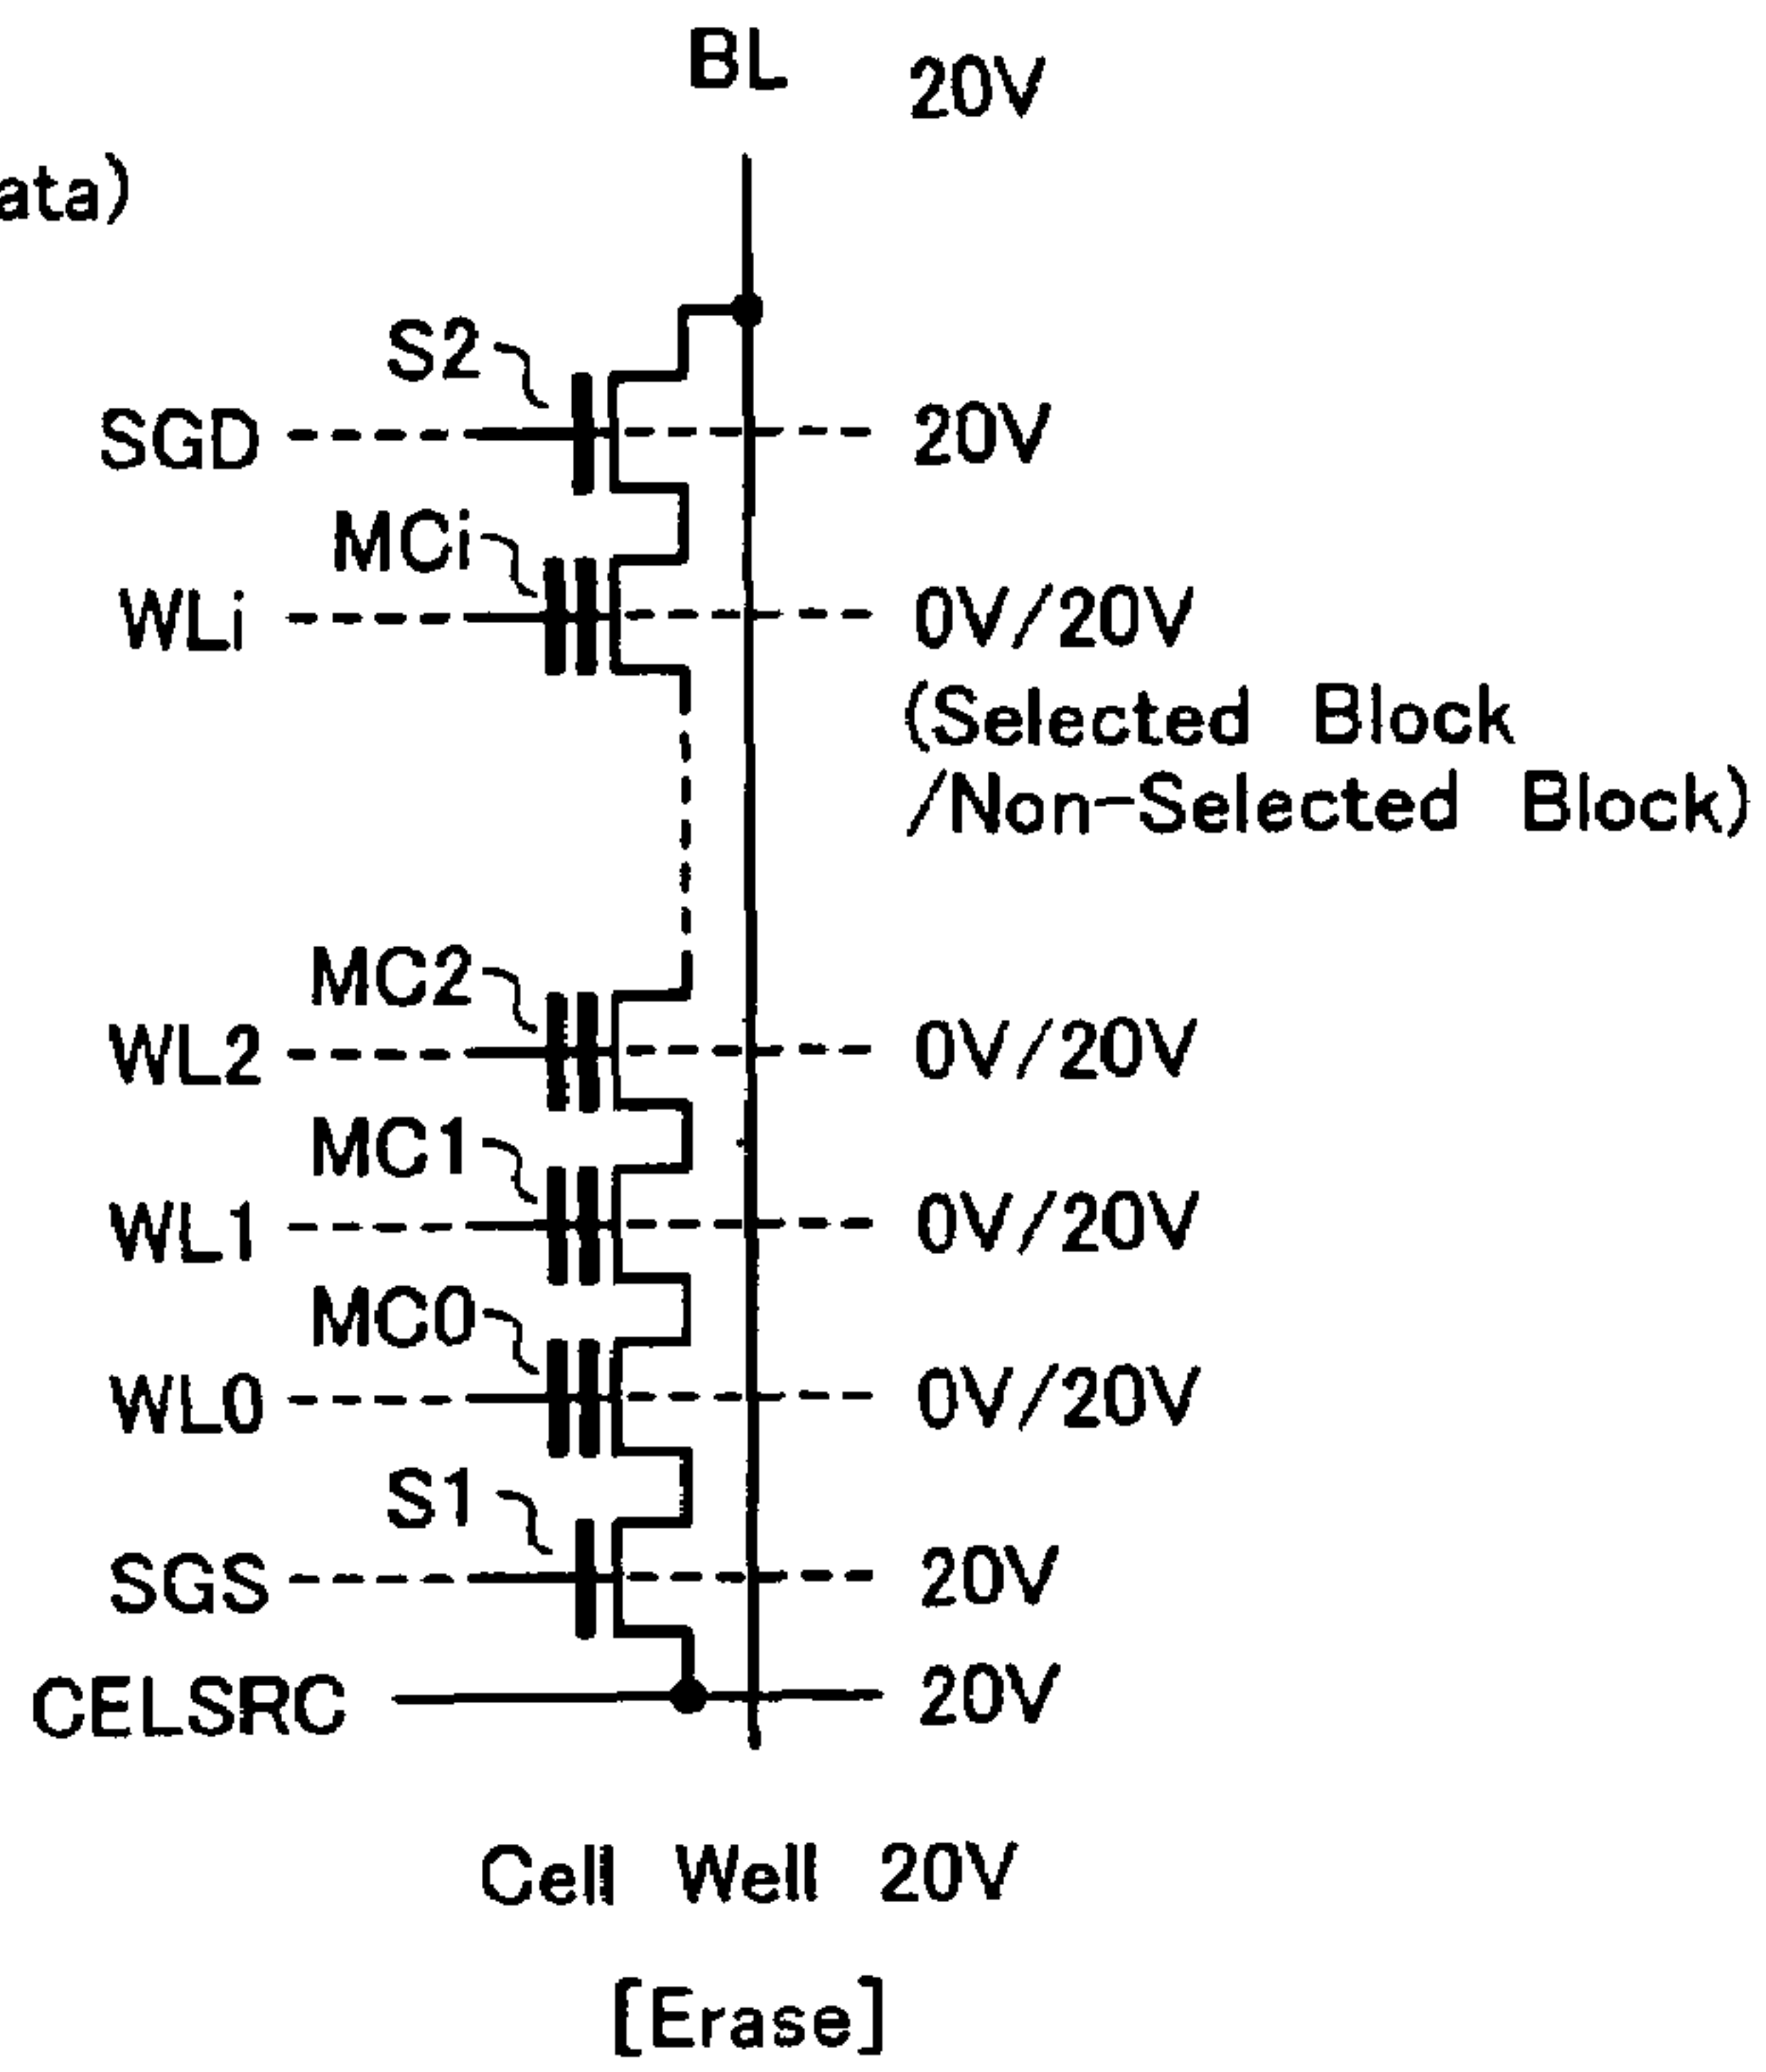 BL 20V
ata)
S2
SGD 20V
MCi
WLi 0V/20V
(Selected Block
/Non-Selected Block)
MC2
WL2 0V/20V
MC1
WL1 0V/20V
MC0
WL0 0V/20V
S1
SGS 20V
CELSRC 20V
Cell Well 20V
[Erase]